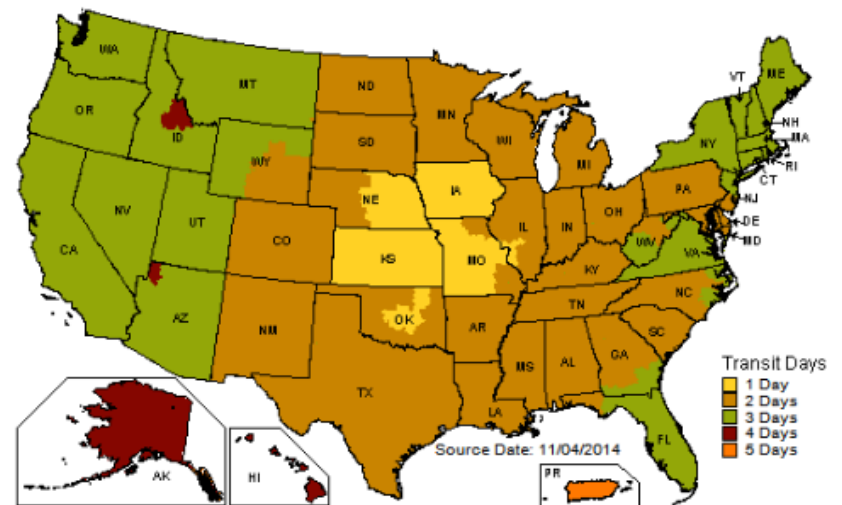 WA
MT
ND
MN
OR
ID
WY
SD
WI
MI
VT
ME
NH
MA
NY
RI
CT
NV
UT
CO
NE
IA
IL
IN
OH
PA
NJ
DE
MD
CA
KS
MO
KY
WV
VA
AZ
NM
OK
AR
TN
NC
SC
TX
LA
MS
AL
GA
FL
Transit Days
1 Day
2 Days
3 Days
4 Days
5 Days
Source Date: 11/04/2014
AK
HI
PR